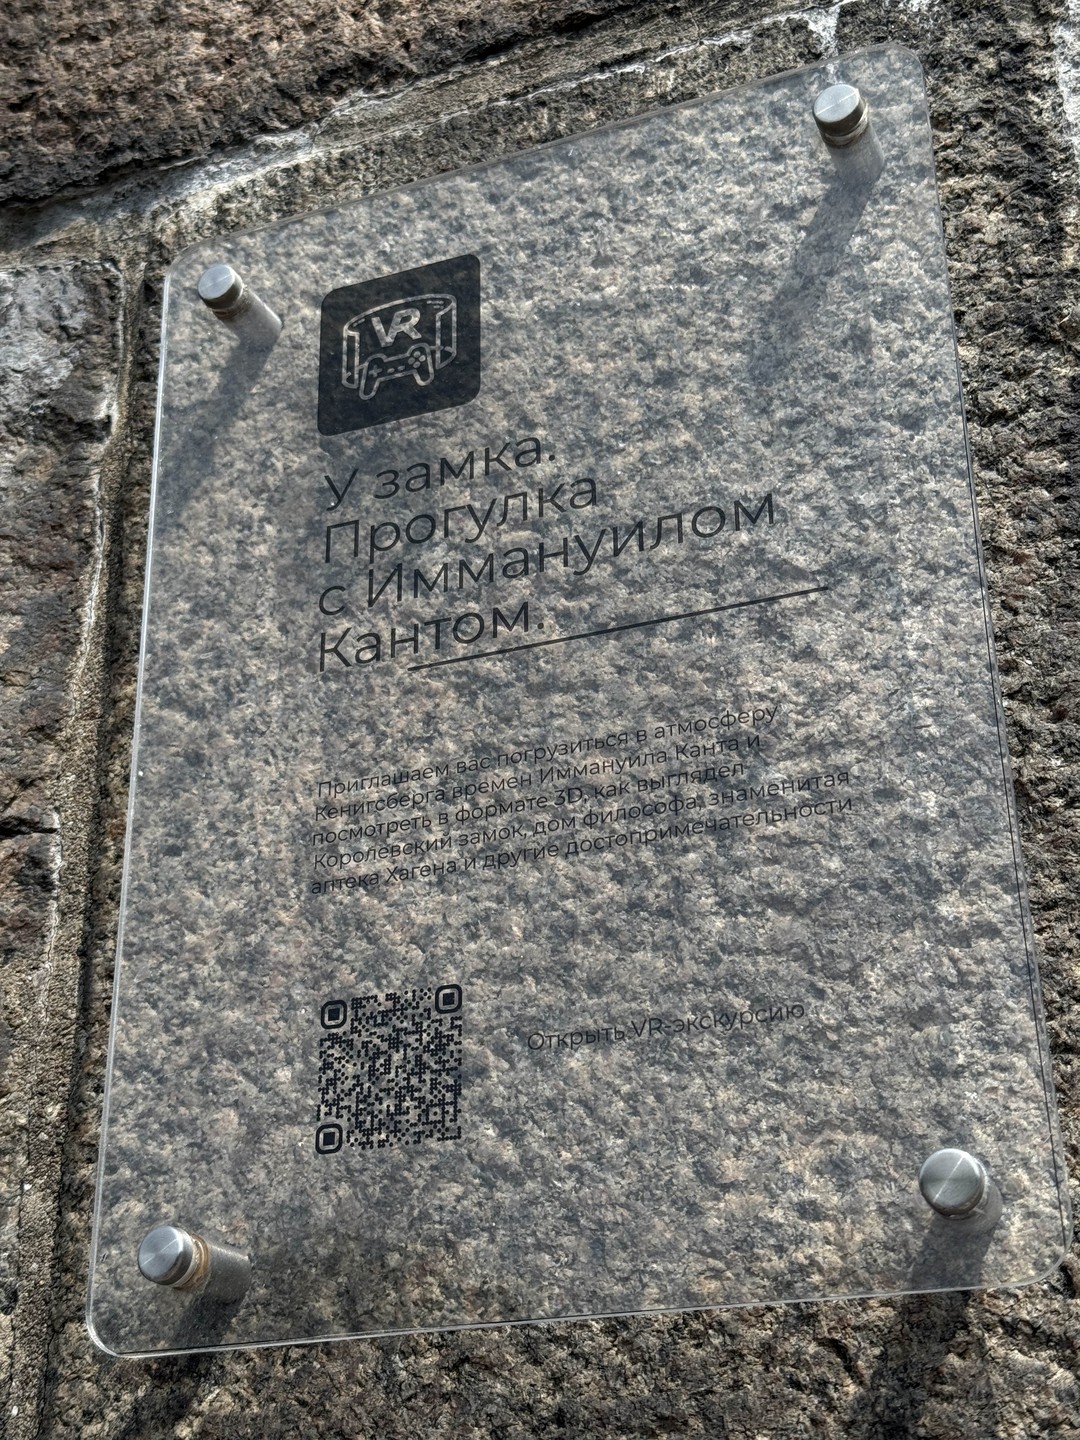 VR
У замка.
Прогулка
с Иммануилом
Кантом.
Приглашаем вас погрузиться в атмосферу
Кенигсберга времен Иммануила Канта и
посмотреть в формате 3D, как выглядел
Королевский замок, дом философа, знаменитая
аптека Хагена и другие достопримечательности
Открыть VR-экскурсию